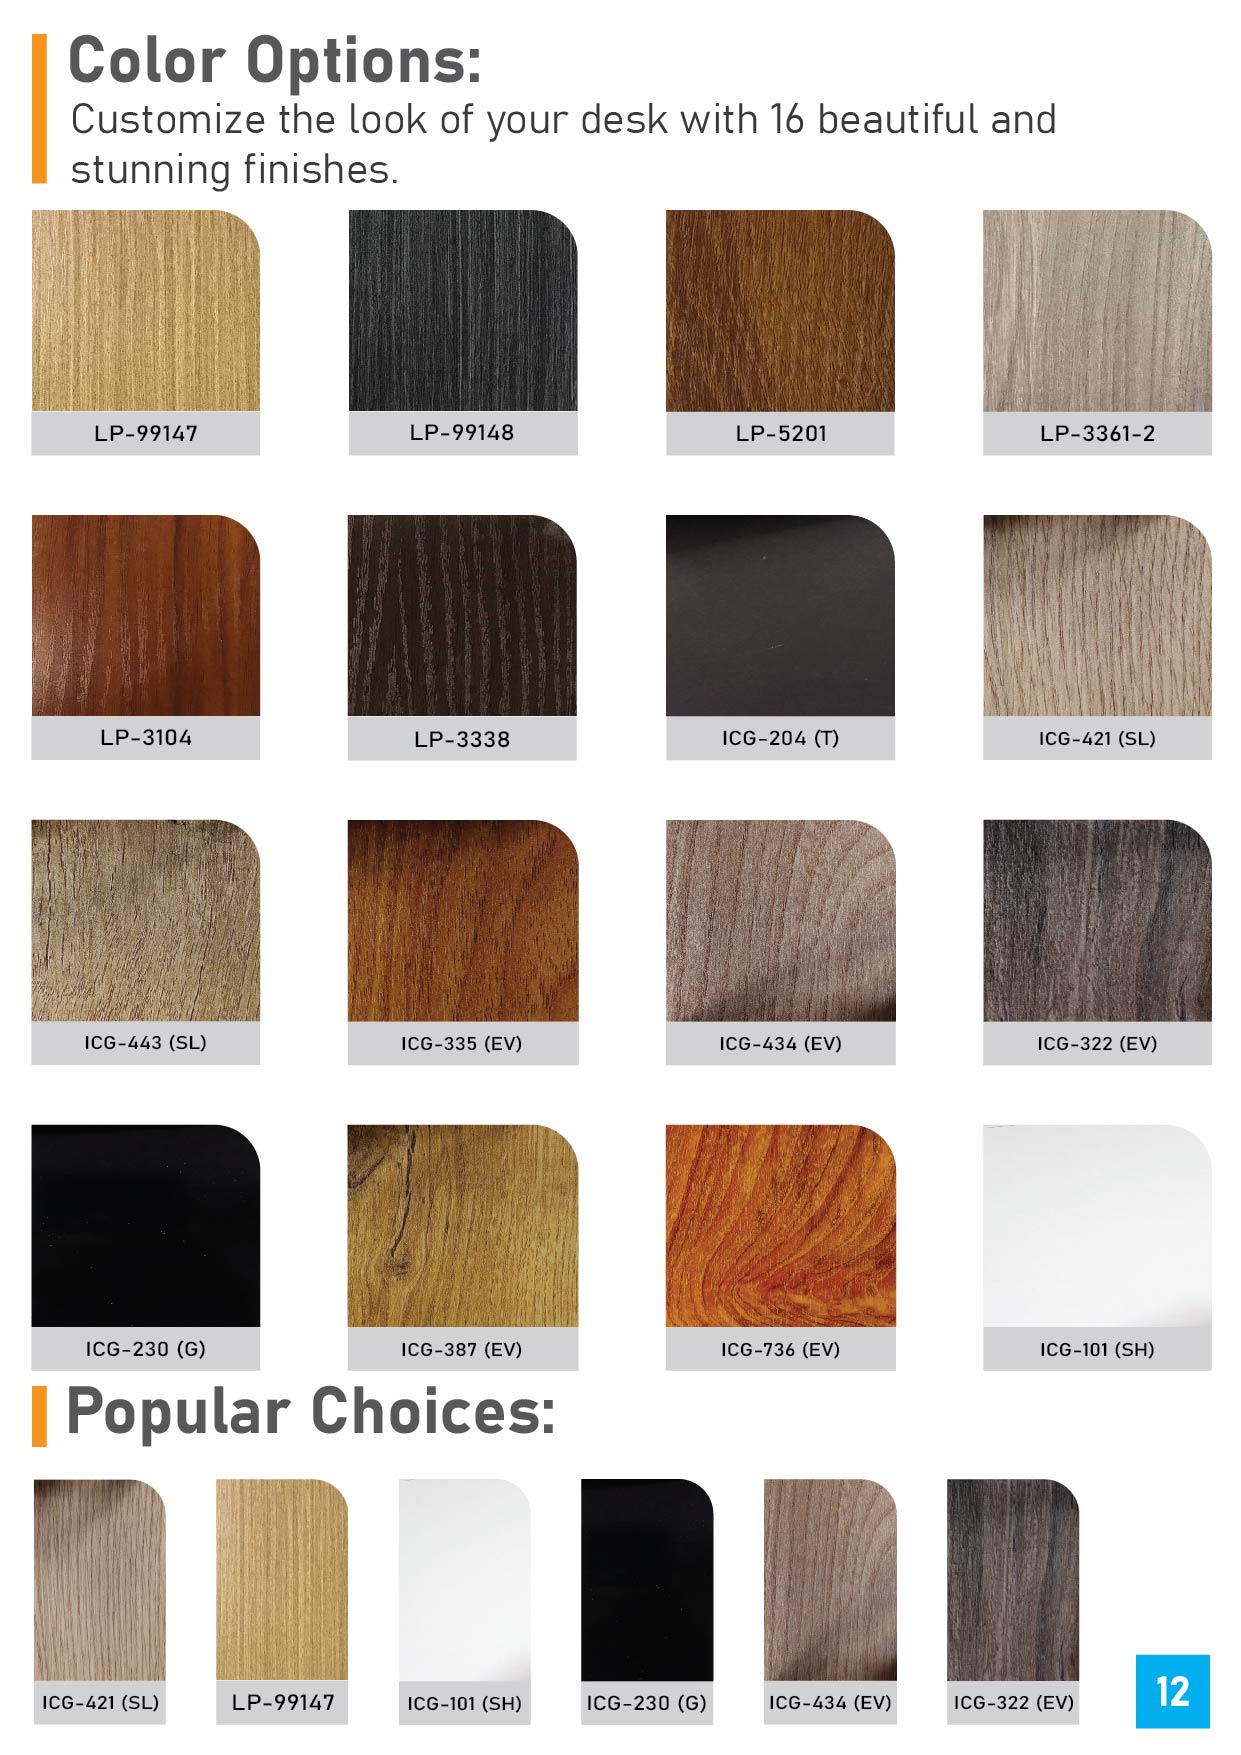 Color Options:
Customize the look of your desk with 16 beautiful and
stunning finishes.
LP-99147
LP-99148
LP-5201
LP-3361-2
LP-3104
LP-3338
ICG-204 (T)
ICG-421 (SL)
ICG-443 (SL)
ICG-335 (EV)
ICG-434 (EV)
ICG-322 (EV)
ICG-230 (G)
ICG-387 (EV)
ICG-736 (EV)
ICG-101 (SH)
Popular Choices:
ICG-421 (SL)
LP-99147
ICG-101 (SH)
ICG-230 (G)
ICG-434 (EV)
ICG-322 (EV)
12